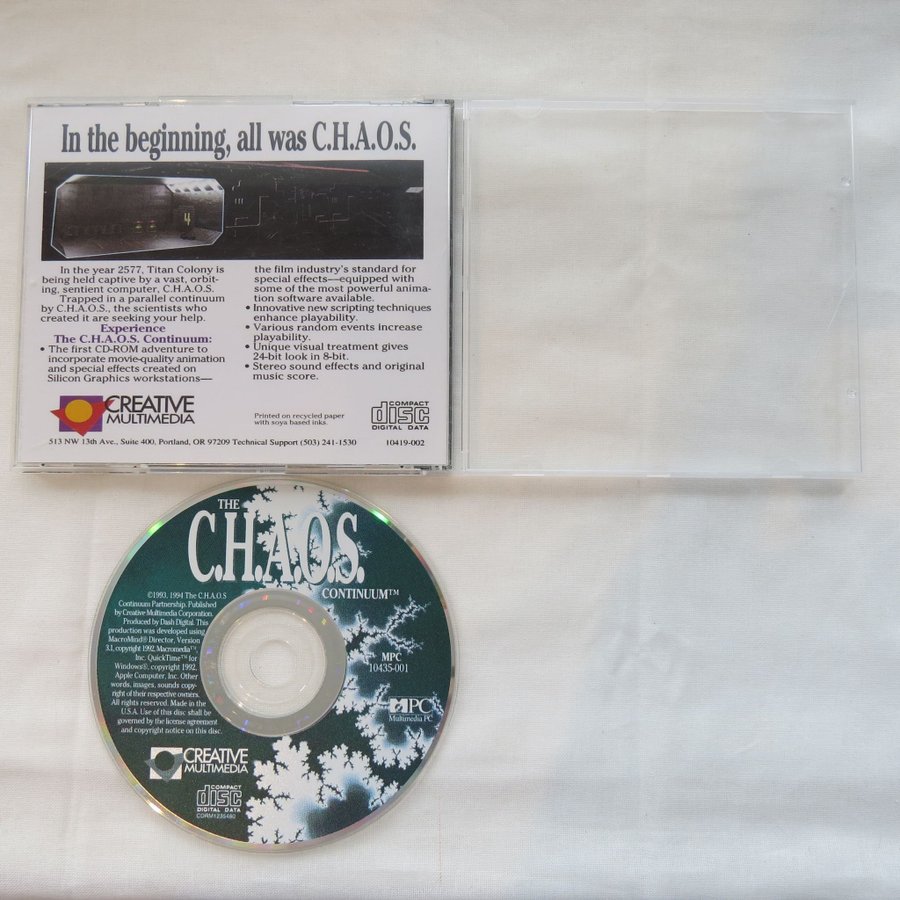 In the beginning, all was C.H.A.O.S.
4
In the year 2577, Titan Colony is
being held captive by a vast, orbit-
ing, sentient computer, C.H.A.O.S.
Trapped in a parallel continuum
by C.H.A.O.S., the scientists who
created it are seeking your help.
Experience
The C.H.A.O.S. Continuum:
• The first CD-ROM adventure to
incorporate movie-quality animation
and special effects created on
Silicon Graphics workstations—
the film industry's standard for
special effects—equipped with
some of the most powerful anima-
tion software available.
• Innovative new scripting techniques
enhance playability.
• Various random events increase
playability.
• Unique visual treatment gives
24-bit look in 8-bit.
• Stereo sound effects and original
music score.
CREATIVE
MULTIMEDIA
Printed on recycled paper
with soya based inks.
COMPACT
disc
DIGITAL DATA
513 NW 13th Ave., Suite 400, Portland, OR 97209 Technical Support (503) 241-1530
10419-002
THE
C.H.A.O.S.
CONTINUUM™
©1993, 1994 The C.H.A.O.S
Continuum Partnership. Published
by Creative Multimedia Corporation.
Produced by Dash Digital. This
production was developed using
MacroMind® Director, Version
3.1, copyright 1992, Macromedia™
Inc. QuickTime™ for
Windows®, copyright 1992,
Apple Computer, Inc. Other
words, images, sounds copy-
right of their respective owners.
All rights reserved. Made in the
U.S.A. Use of this disc shall be
governed by the license agreement
and copyright notice on this disc.
MPC
10435-001
MPC
Multimedia PC
CREATIVE
MULTIMEDIA
COMPACT
disc
DIGITAL DATA
CDRM1235480